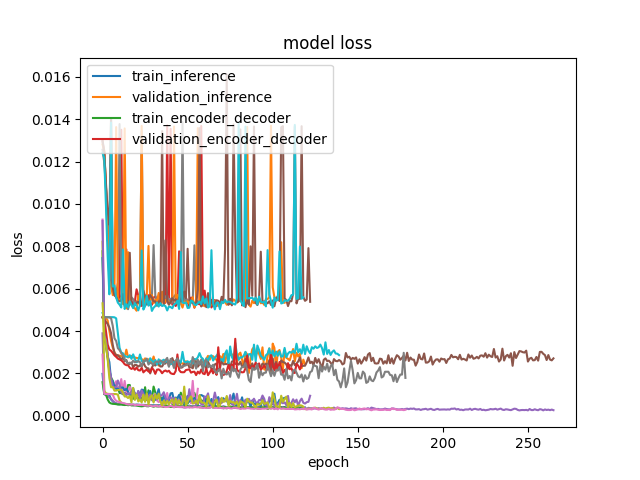 model loss
train_inference
validation_inference
train_encoder_decoder
validation_encoder_decoder
loss
0.016
0.014
0.012
0.010
0.008
0.006
0.004
0.002
0.000
0 50 100 150 200 250
epoch